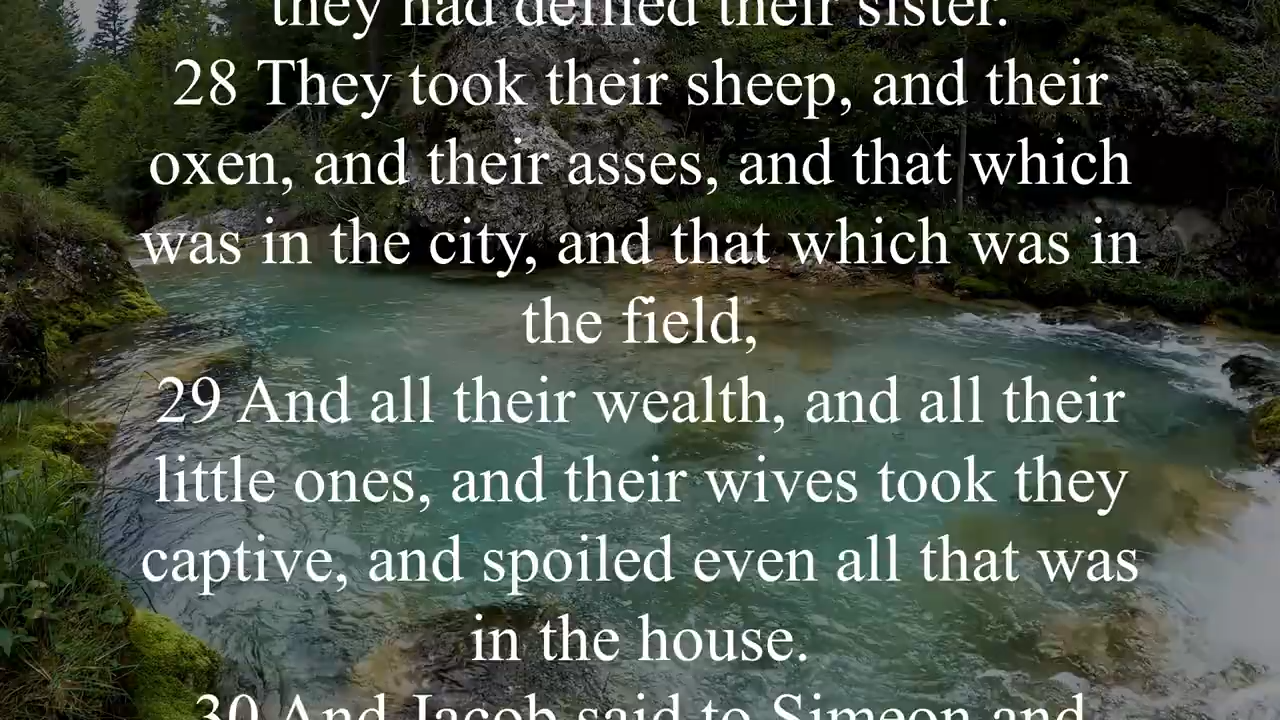 they had defiled their sister.
28 They took their sheep, and their
oxen, and their asses, and that which
was in the city, and that which was in
the field,
29 And all their wealth, and all their
little ones, and their wives took they
captive, and spoiled even all that was
in the house.
30 And Jacob said to Simeon and